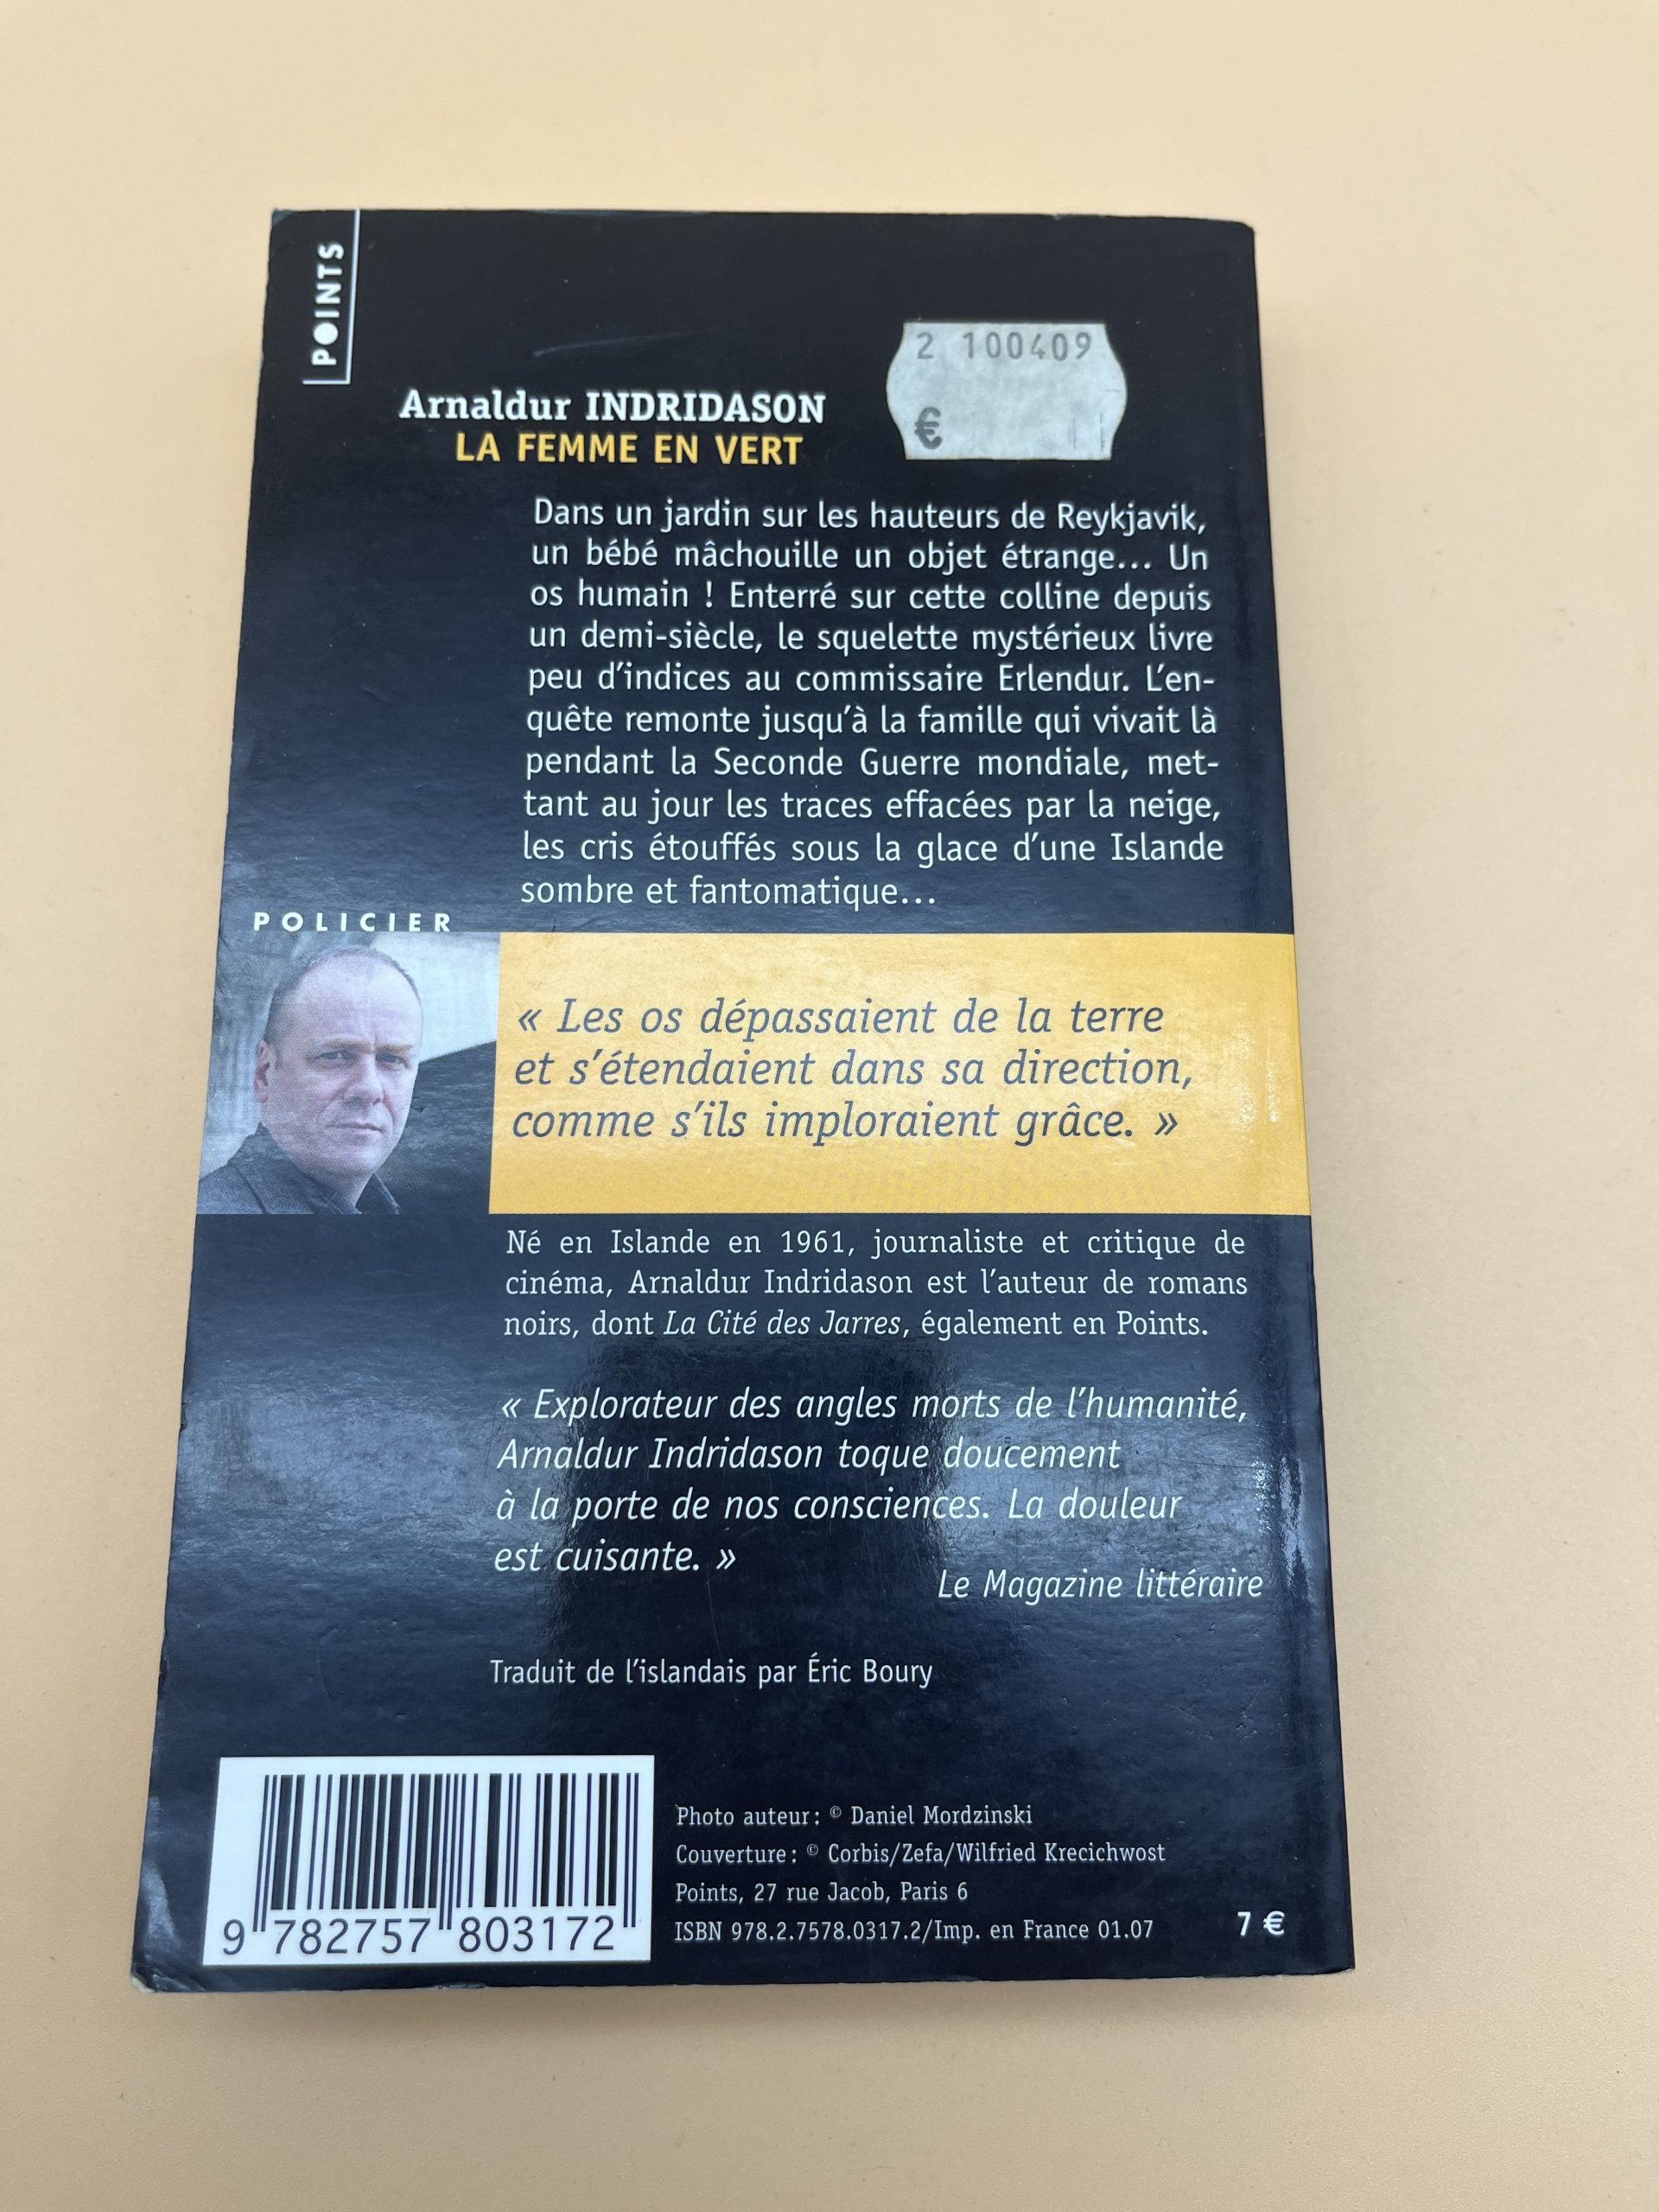 POINTS
2 100409
€
Arnaldur INDRIDASON
LA FEMME EN VERT
Dans un jardin sur les hauteurs de Reykjavik,
un bébé mâchouille un objet étrange... Un
os humain ! Enterré sur cette colline depuis
un demi-siècle, le squelette mystérieux livre
peu d'indices au commissaire Erlendur. L'en-
quête remonte jusqu'à la famille qui vivait là
pendant la Seconde Guerre mondiale, met-
tant au jour les traces effacées par la neige,
les cris étouffés sous la glace d'une Islande
sombre et fantomatique...
POLICIER
« Les os dépassaient de la terre
et s'étendaient dans sa direction,
comme s'ils imploraient grâce. »
Né en Islande en 1961, journaliste et critique de
cinéma, Arnaldur Indridason est l'auteur de romans
noirs, dont La Cité des Jarres, également en Points.
« Explorateur des angles morts de l'humanité,
Arnaldur Indridason toque doucement
à la porte de nos consciences. La douleur
est cuisante. »
Le Magazine littéraire
Traduit de l'islandais par Éric Boury
9 782757 803172
Photo auteur : © Daniel Mordzinski
Couverture : © Corbis/Zefa/Wilfried Krecichwost
Points, 27 rue Jacob, Paris 6
ISBN 978.2.7578.0317.2/Imp. en France 01.07
7 €